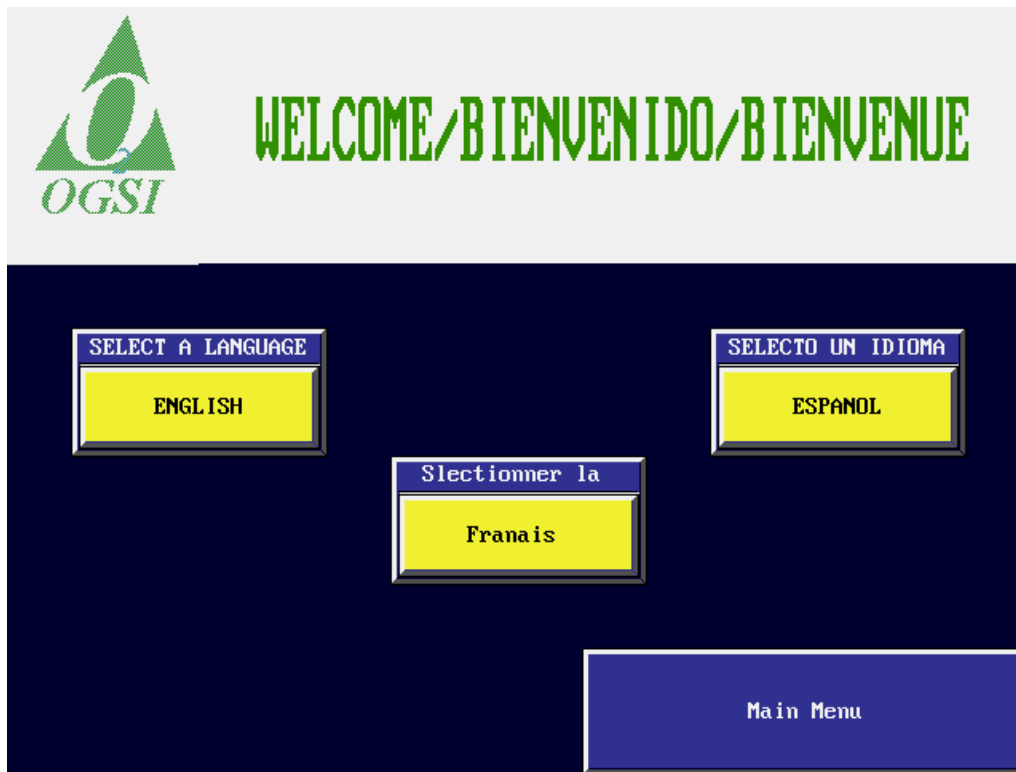 WELCOME/BIENVENIDO/BIENVENUE
OGSI
SELECT A LANGUAGE
ENGLISH
SELECTO UN IDIOMA
ESPANOL
Slectionner la
Franais
Main Menu